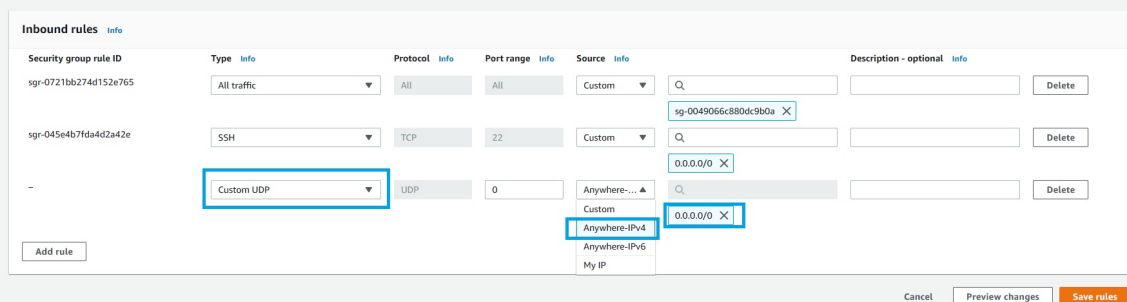 Inbound rules Info
Security group rule ID Type Info Protocol Info Port range Info Source Info Description - optional Info
sgr-0721bb274d152e765 All traffic All All Custom Delete
sg-0049066c880dc9b0a
sgr-045e4b7fda4d2a42e SSH TCP 22 Custom Delete
0.0.0.0/0
– Custom UDP UDP 0 Anywhere-... Delete
Custom 0.0.0.0/0
Anywhere-IPv4
Anywhere-IPv6
My IP
Add rule
Cancel Preview changes Save rules